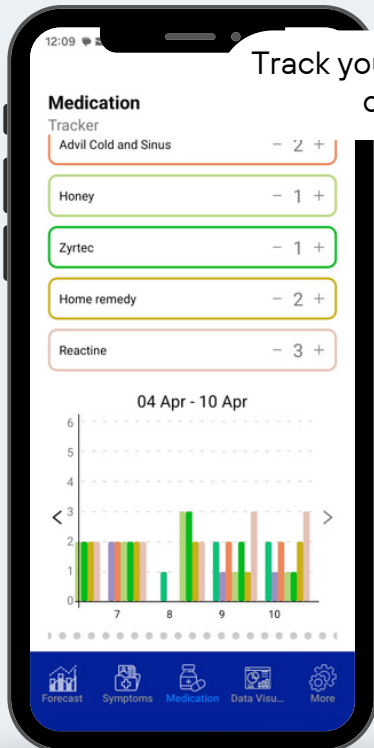 12:09
Track you
Medication
Tracker
Advil Cold and Sinus − 2 +
Honey − 1 +
Zyrtec − 1 +
Home remedy − 2 +
Reactine − 3 +
04 Apr - 10 Apr
6
5
4
3
2
1
0
7 8 9 10
Forecast Symptoms Medication Data Visu... More